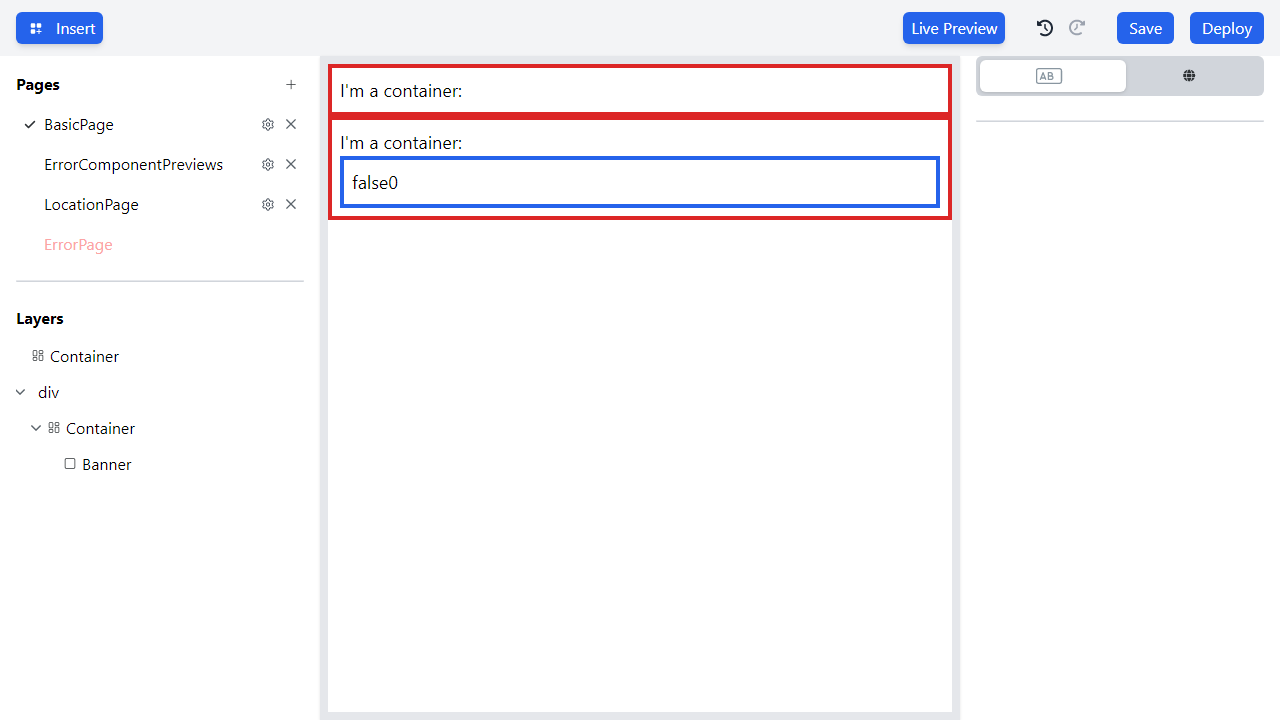 Insert
Live Preview
Save
Deploy
Pages
BasicPage
ErrorComponentPreviews
LocationPage
ErrorPage
Layers
Container
div
Container
Banner
I'm a container:
I'm a container:
false0
AB